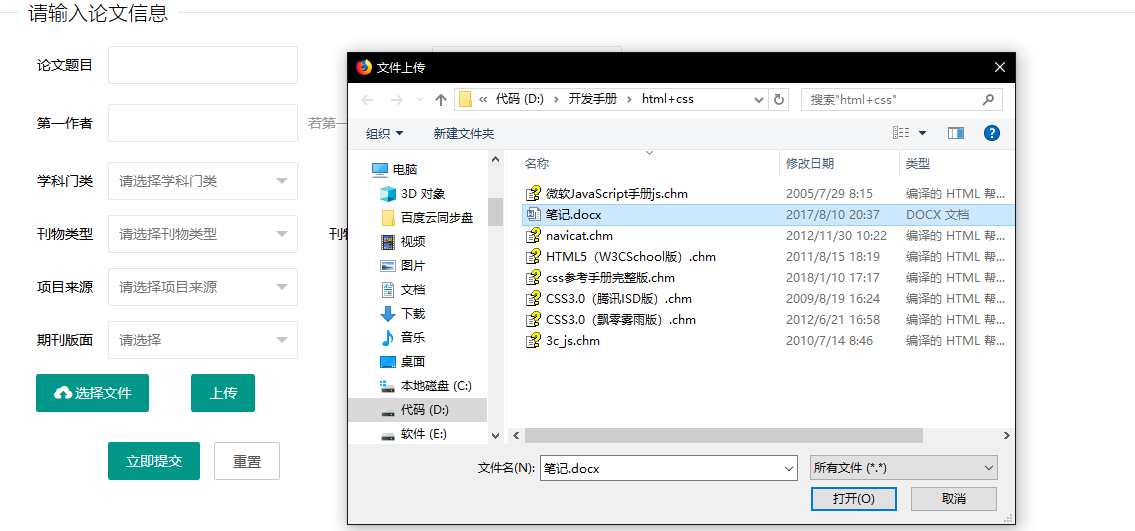 请输入论文信息
论文题目
第一作者
若第一
学科门类 请选择学科门类
刊物类型 请选择刊物类型
刊物
项目来源 请选择项目来源
期刊版面 请选择
选择文件 上传
立即提交 重置
文件上传
« 代码 (D:) › 开发手册 › html+css
搜索"html+css"
组织 新建文件夹
电脑
3D 对象
百度云同步盘
视频
图片
文档
下载
音乐
桌面
本地磁盘 (C:)
代码 (D:)
软件 (E:)
名称 修改日期 类型
微软JavaScript手册js.chm 2005/7/29 8:15 编译的 HTML 帮...
笔记.docx 2017/8/10 20:37 DOCX 文档
navicat.chm 2012/11/30 10:22 编译的 HTML 帮...
HTML5（W3CSchool版）.chm 2011/8/15 18:19 编译的 HTML 帮...
css参考手册完整版.chm 2018/1/10 17:17 编译的 HTML 帮...
CSS3.0（腾讯ISD版）.chm 2009/8/19 16:24 编译的 HTML 帮...
CSS3.0（飘零雾雨版）.chm 2012/6/21 16:58 编译的 HTML 帮...
3c_js.chm 2010/7/14 8:46 编译的 HTML 帮...
文件名(N): 笔记.docx 所有文件 (*.*)
打开(O) 取消